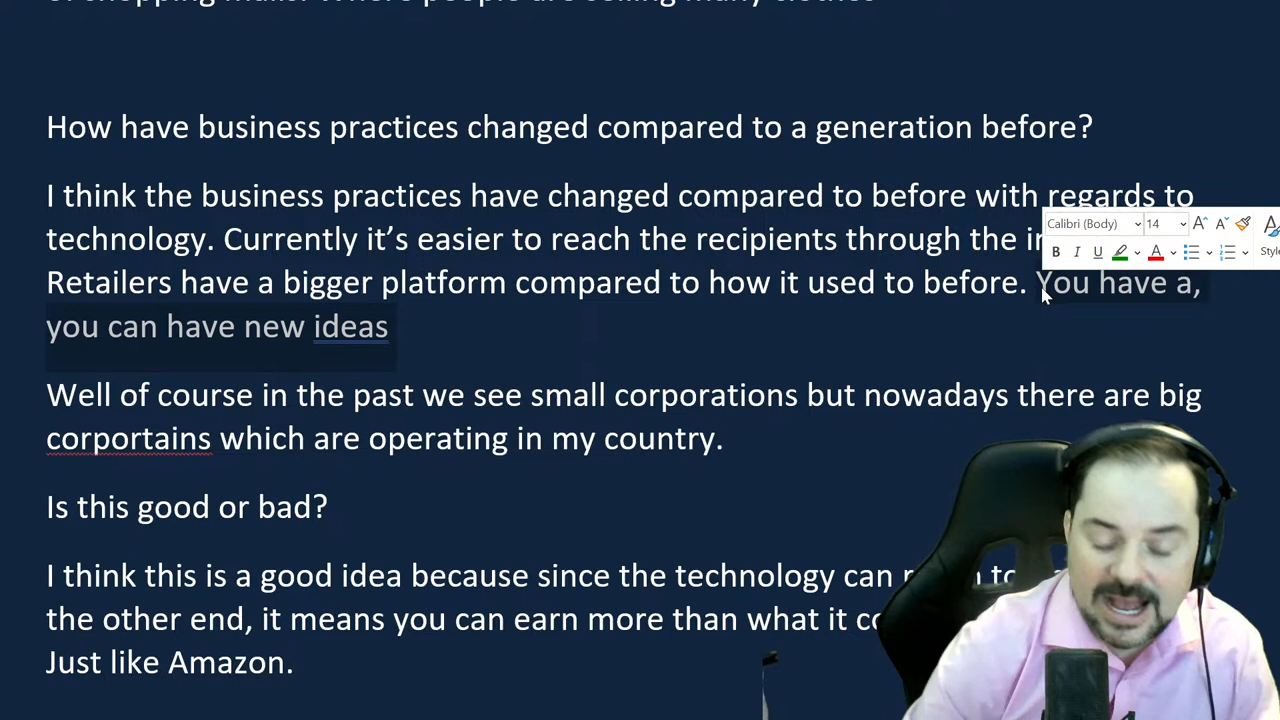 How have business practices changed compared to a generation before?
I think the business practices have changed compared to before with regards to
Calibri (Body) 14
technology. Currently it's easier to reach the recipients through the
B I U
Retailers have a bigger platform compared to how it used to before. You have a,
you can have new ideas
Well of course in the past we see small corporations but nowadays there are big
corportains which are operating in my country.
Is this good or bad?
I think this is a good idea because since the technology can
the other end, it means you can earn more than what it
Just like Amazon.